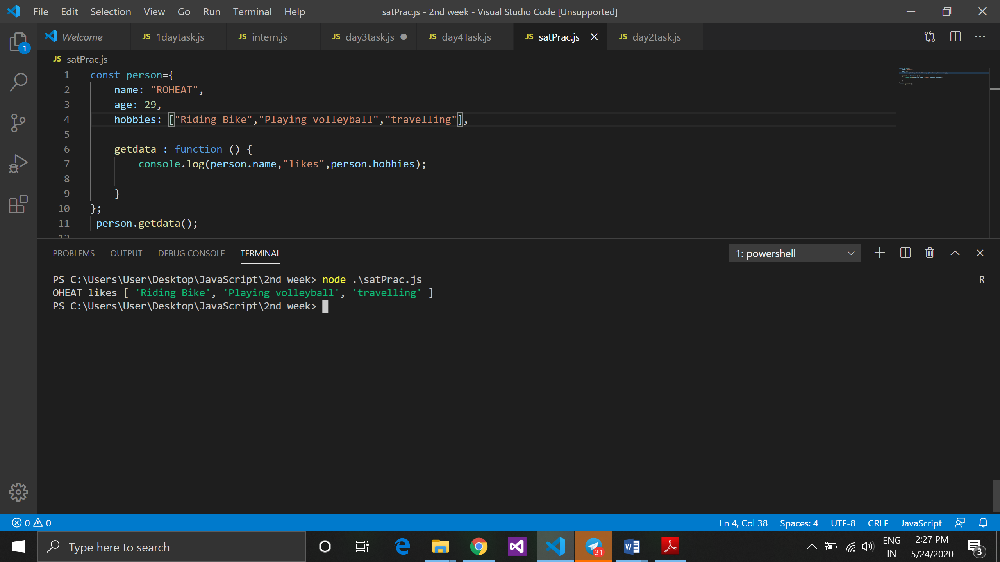 File Edit Selection View Go Run Terminal Help satPrac.js - 2nd week - Visual Studio Code [Unsupported]
Welcome JS 1daytask.js JS intern.js JS day3task.js JS day4Task.js JS satPrac.js JS day2task.js
1
JS satPrac.js
1 const person={
2 name: "ROHEAT",
3 age: 29,
4 hobbies: ["Riding Bike","Playing volleyball","travelling"],
5
6 getdata : function () {
7 console.log(person.name,"likes",person.hobbies);
8
9 }
10 };
11 person.getdata();
12
PROBLEMS OUTPUT DEBUG CONSOLE TERMINAL 1: powershell
PS C:\Users\User\Desktop\JavaScript\2nd week> node .\satPrac.js R
OHEAT likes [ 'Riding Bike', 'Playing volleyball', 'travelling' ]
PS C:\Users\User\Desktop\JavaScript\2nd week>
0 0 Ln 4, Col 38 Spaces: 4 UTF-8 CRLF JavaScript
Type here to search 21 ENG 2:27 PM
IN 5/24/2020 3